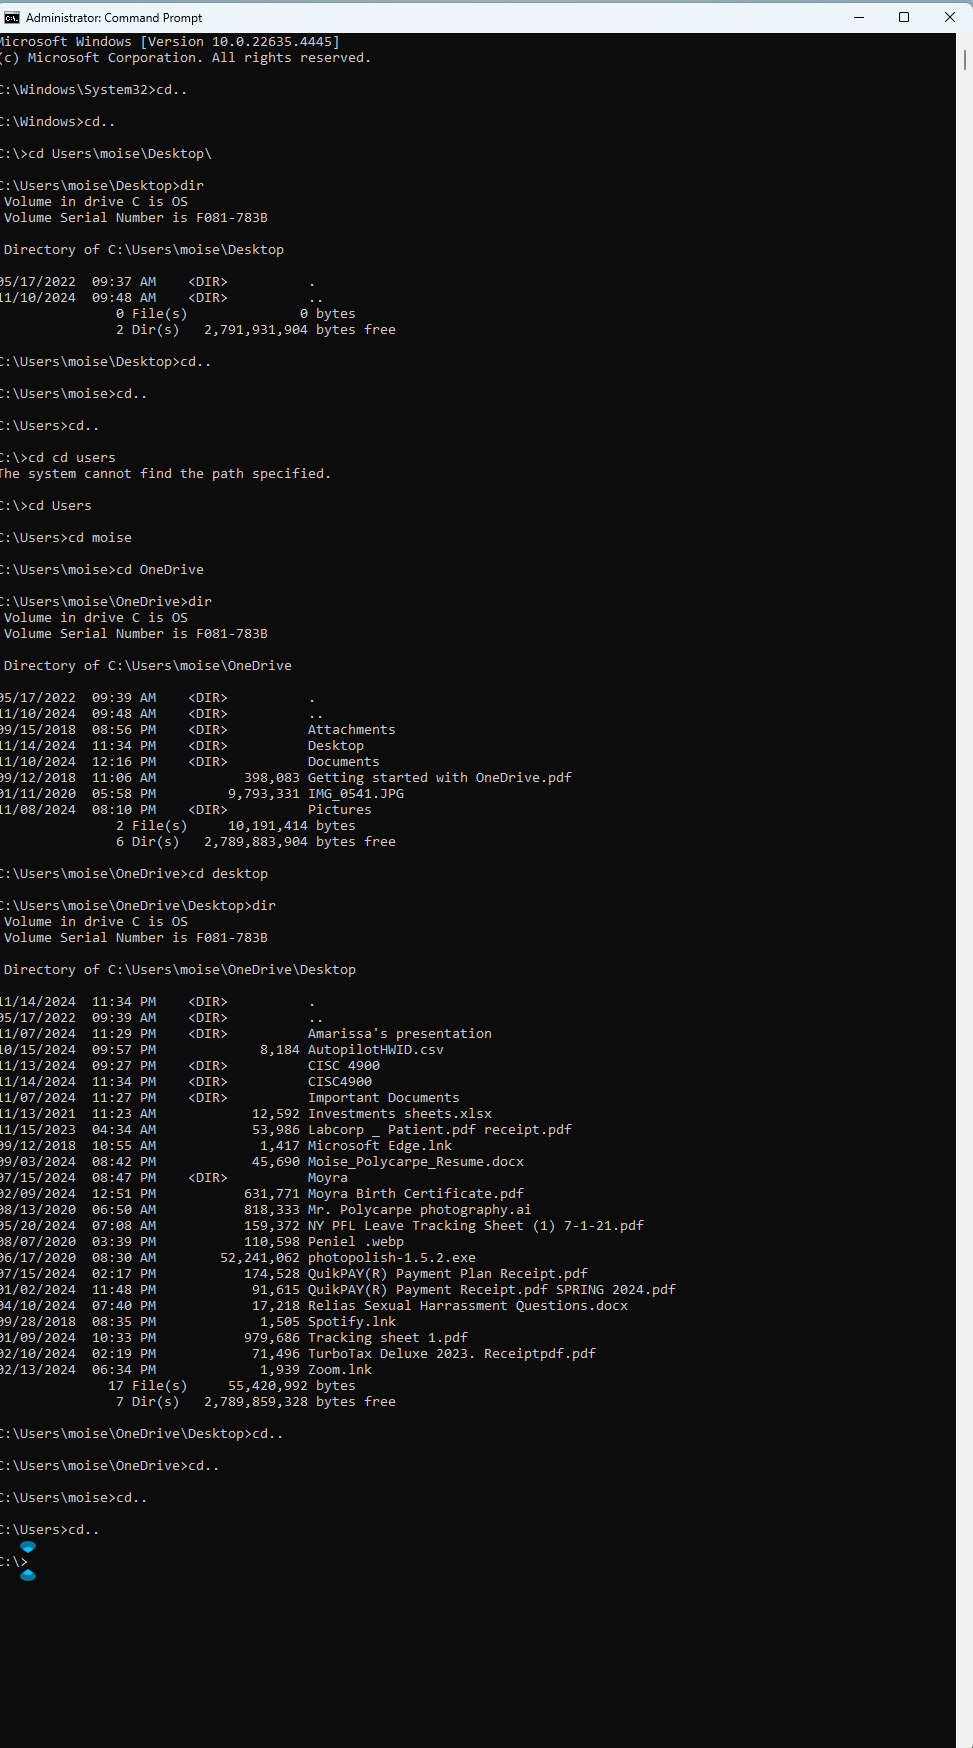 Administrator: Command Prompt
Microsoft Windows [Version 10.0.22635.4445]
(c) Microsoft Corporation. All rights reserved.
C:\Windows\System32>cd..
C:\Windows>cd..
C:\>cd Users\moise\Desktop\
C:\Users\moise\Desktop>dir
Volume in drive C is OS
Volume Serial Number is F081-783B
Directory of C:\Users\moise\Desktop
05/17/2022  09:37 AM    <DIR>          .
11/10/2024  09:48 AM    <DIR>          ..
0 File(s)              0 bytes
2 Dir(s)   2,791,931,904 bytes free
C:\Users\moise\Desktop>cd..
C:\Users\moise>cd..
C:\Users>cd..
C:\>cd cd users
The system cannot find the path specified.
C:\>cd Users
C:\Users>cd moise
C:\Users\moise>cd OneDrive
C:\Users\moise\OneDrive>dir
Volume in drive C is OS
Volume Serial Number is F081-783B
Directory of C:\Users\moise\OneDrive
05/17/2022  09:39 AM    <DIR>          .
11/10/2024  09:48 AM    <DIR>          ..
09/15/2018  08:56 PM    <DIR>          Attachments
11/14/2024  11:34 PM    <DIR>          Desktop
11/10/2024  12:16 PM    <DIR>          Documents
09/12/2018  11:06 AM           398,083 Getting started with OneDrive.pdf
01/11/2020  05:58 PM         9,793,331 IMG_0541.JPG
11/08/2024  08:10 PM    <DIR>          Pictures
2 File(s)     10,191,414 bytes
6 Dir(s)   2,789,883,904 bytes free
C:\Users\moise\OneDrive>cd desktop
C:\Users\moise\OneDrive\Desktop>dir
Volume in drive C is OS
Volume Serial Number is F081-783B
Directory of C:\Users\moise\OneDrive\Desktop
11/14/2024  11:34 PM    <DIR>          .
05/17/2022  09:39 AM    <DIR>          ..
11/07/2024  11:29 PM    <DIR>          Amarissa's presentation
10/15/2024  09:57 PM             8,184 AutopilotHWID.csv
11/13/2024  09:27 PM    <DIR>          CISC 4900
11/14/2024  11:34 PM    <DIR>          CISC4900
11/07/2024  11:27 PM    <DIR>          Important Documents
11/13/2021  11:23 AM            12,592 Investments sheets.xlsx
11/15/2023  04:34 AM            53,986 Labcorp _ Patient.pdf receipt.pdf
09/12/2018  10:55 AM             1,417 Microsoft Edge.lnk
09/03/2024  08:42 PM            45,690 Moise_Polycarpe_Resume.docx
07/15/2024  08:47 PM    <DIR>          Moyra
02/09/2024  12:51 PM           631,771 Moyra Birth Certificate.pdf
08/13/2020  06:50 AM           818,333 Mr. Polycarpe photography.ai
05/20/2024  07:08 AM           159,372 NY PFL Leave Tracking Sheet (1) 7-1-21.pdf
08/07/2020  03:39 PM           110,598 Peniel .webp
06/17/2020  08:30 AM        52,241,062 photopolish-1.5.2.exe
07/15/2024  02:17 PM           174,528 QuikPAY(R) Payment Plan Receipt.pdf
01/02/2024  11:48 PM            91,615 QuikPAY(R) Payment Receipt.pdf SPRING 2024.pdf
04/10/2024  07:40 PM            17,218 Relias Sexual Harrassment Questions.docx
09/28/2018  08:35 PM             1,505 Spotify.lnk
01/09/2024  10:33 PM           979,686 Tracking sheet 1.pdf
02/10/2024  02:19 PM            71,496 TurboTax Deluxe 2023. Receiptpdf.pdf
02/13/2024  06:34 PM             1,939 Zoom.lnk
17 File(s)     55,420,992 bytes
7 Dir(s)   2,789,859,328 bytes free
C:\Users\moise\OneDrive\Desktop>cd..
C:\Users\moise\OneDrive>cd..
C:\Users\moise>cd..
C:\Users>cd..
C:\>